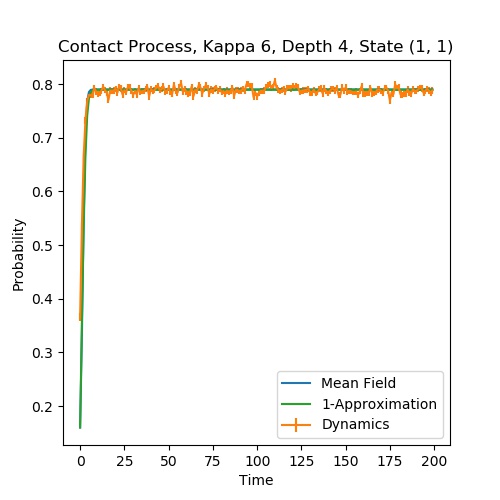 Contact Process, Kappa 6, Depth 4, State (1, 1)
0.8
0.7
0.6
0.5
0.4
0.3
0.2
Probability
Mean Field
1-Approximation
Dynamics
0 25 50 75 100 125 150 175 200
Time